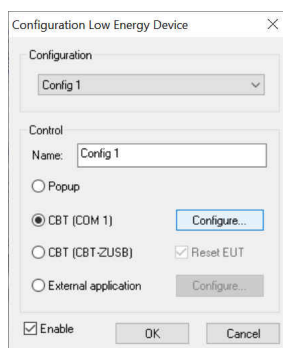 Configuration Low Energy Device
Configuration
Config 1
Control
Name: Config 1
Popup
CBT (COM 1) Configure...
CBT (CBT-ZUSB) Reset EUT
External application Configure...
Enable OK Cancel